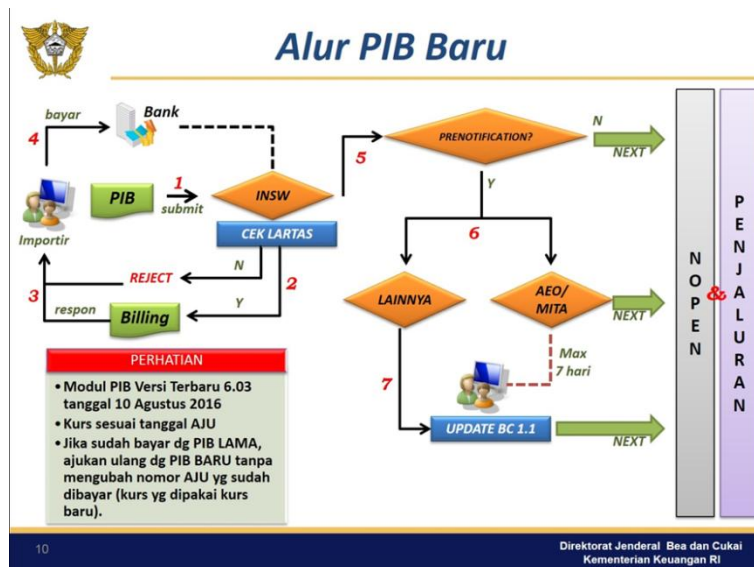 Alur PIB Baru
4
bayar
Bank
Importir
PIB
1
submit
INSW
CEK LARTAS
N
2
REJECT
3
respon
Y
Billing
5
PRENOTIFICATION?
N
NEXT
Y
6
LAINNYA
AEO/
MITA
NEXT
Max
7 hari
7
UPDATE BC 1.1
NEXT
NOPEN
&
PENJALURAN
PERHATIAN
• Modul PIB Versi Terbaru 6.03
tanggal 10 Agustus 2016
• Kurs sesuai tanggal AJU
• Jika sudah bayar dg PIB LAMA,
ajukan ulang dg PIB BARU tanpa
mengubah nomor AJU yg sudah
dibayar (kurs yg dipakai kurs
baru).
10
Direktorat Jenderal Bea dan Cukai
Kementerian Keuangan RI